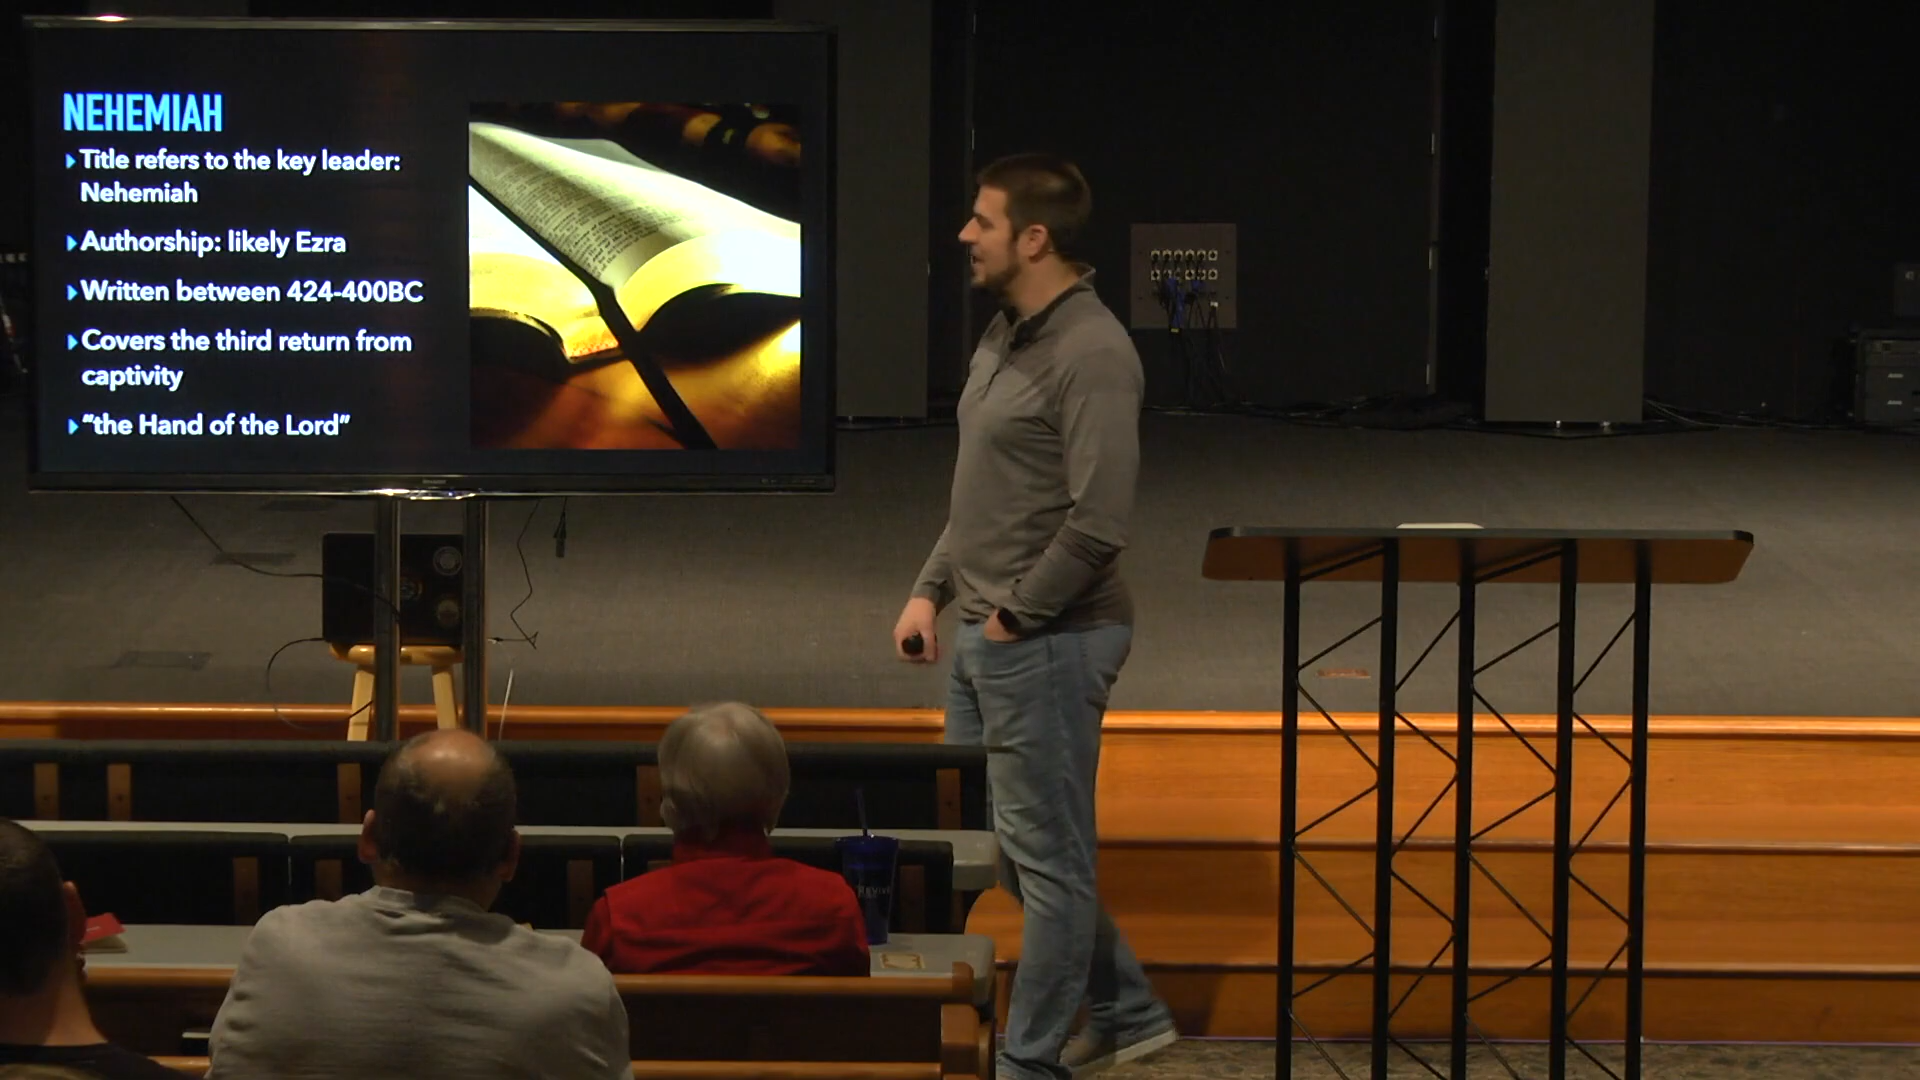 NEHEMIAH
Title refers to the key leader:
Nehemiah
Authorship: likely Ezra
Written between 424-400BC
Covers the third return from
captivity
“the Hand of the Lord”
REVIVE